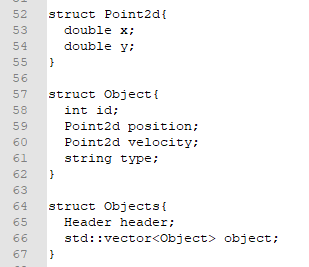 52 struct Point2d{
53   double x;
54   double y;
55 }
56
57 struct Object{
58   int id;
59   Point2d position;
60   Point2d velocity;
61   string type;
62 }
63
64 struct Objects{
65   Header header;
66   std::vector<Object> object;
67 }